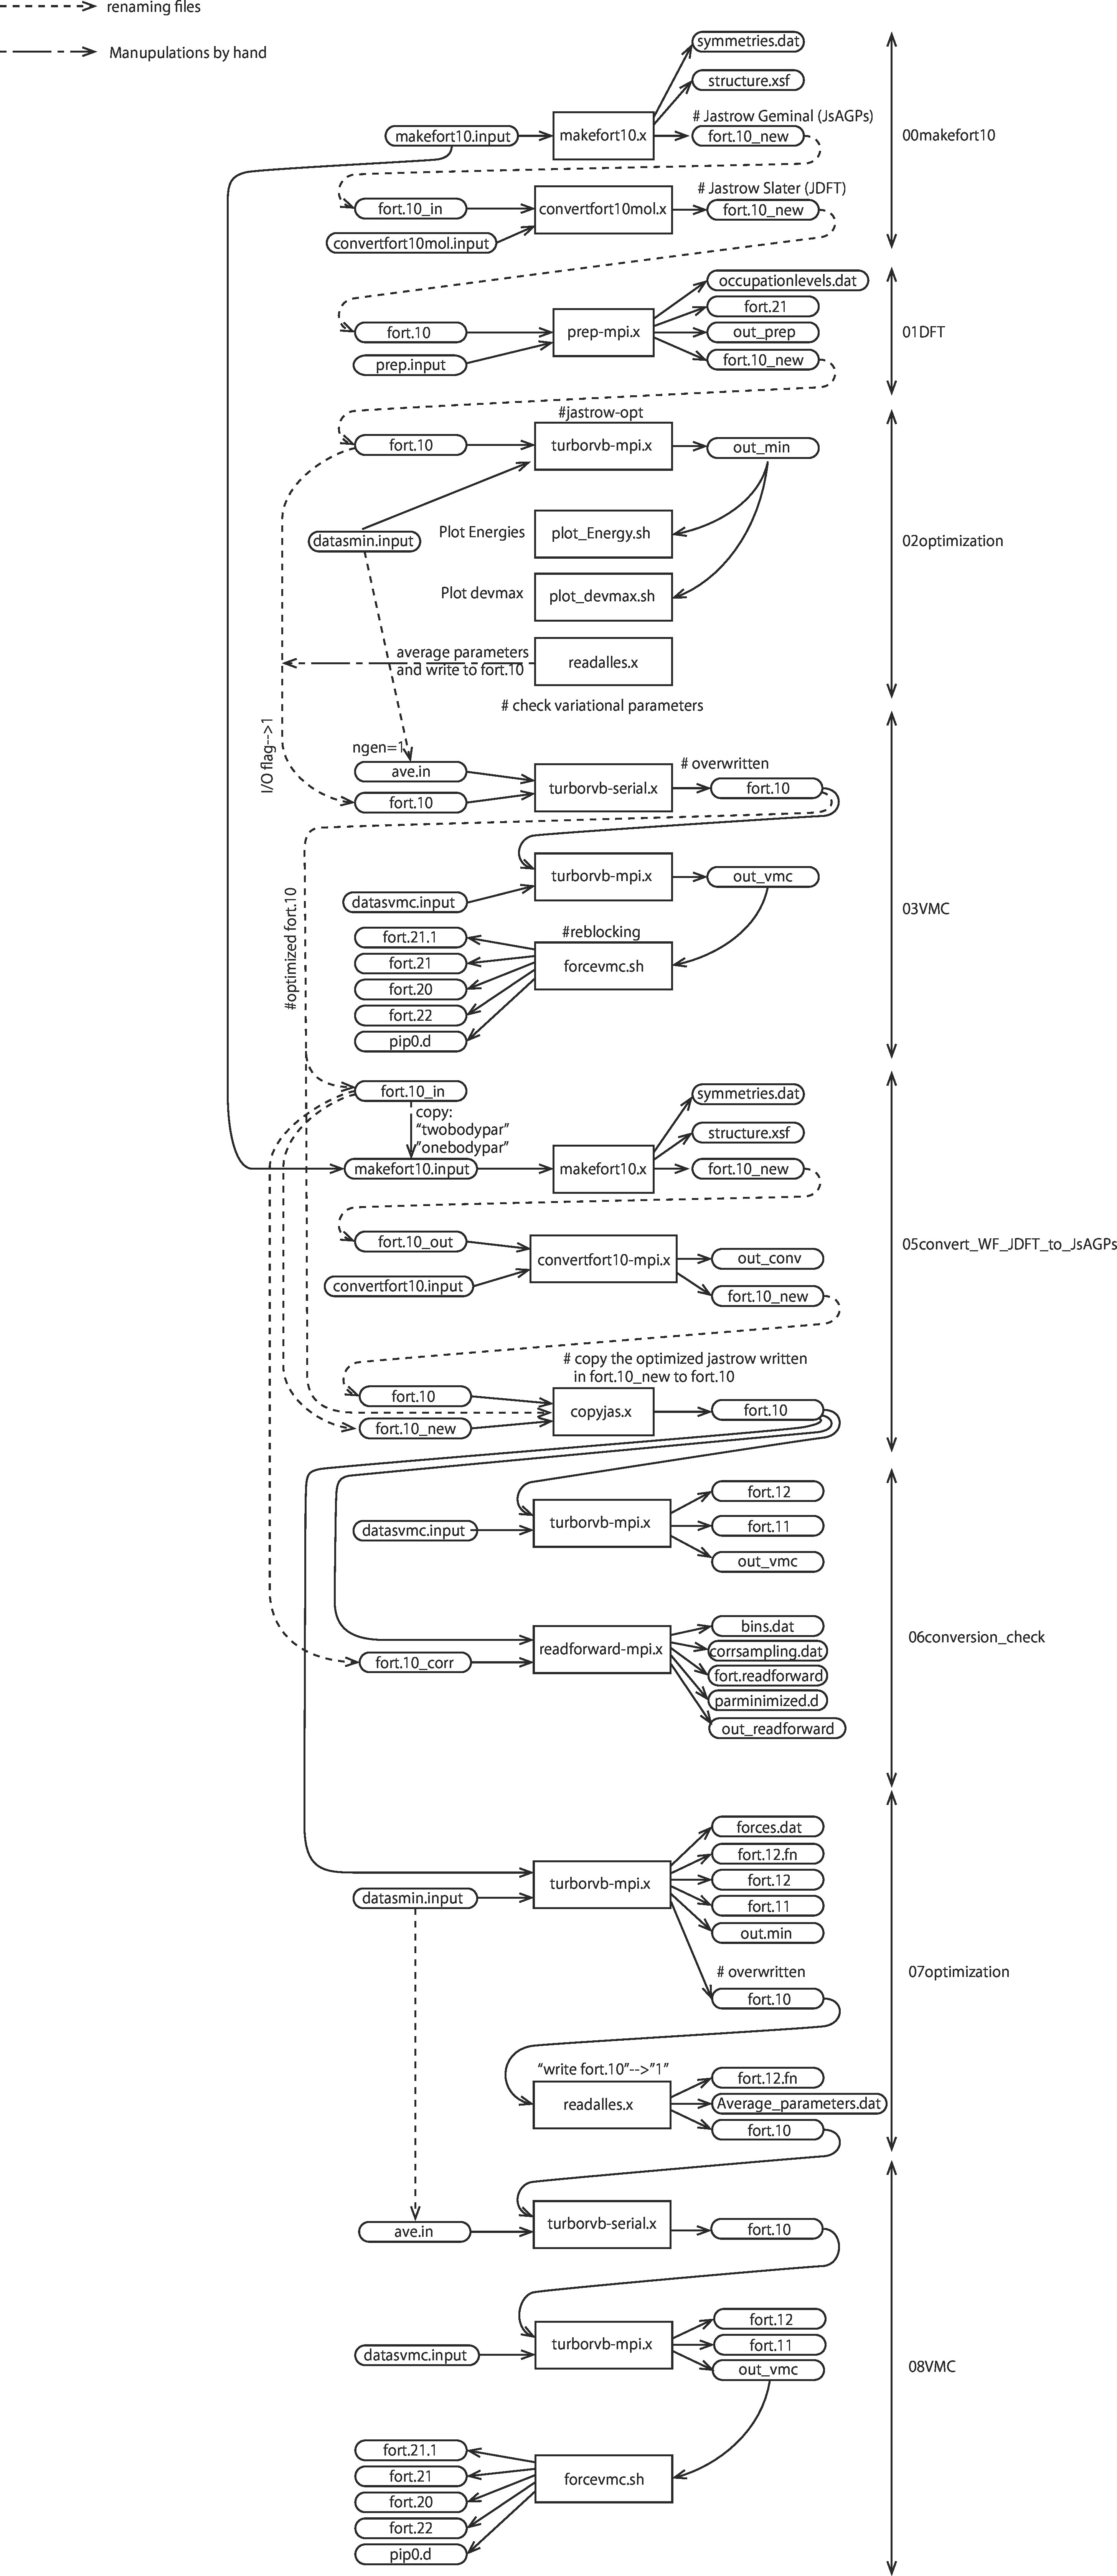 renaming files
Manupulations by hand
symmetries.dat
structure.xsf
# Jastrow Geminal (JsAGPs)
makefort10.input
makefort10.x
fort.10_new
00makefort10
# Jastrow Slater (JDFT)
fort.10_in
convertfort10mol.x
fort.10_new
convertfort10mol.input
occupationlevels.dat
fort.21
fort.10
prep-mpi.x
out_prep
01DFT
prep.input
fort.10_new
#jastrow-opt
fort.10
turborvb-mpi.x
out_min
Plot Energies
plot_Energy.sh
datasmin.input
02optimization
Plot devmax
plot_devmax.sh
average parameters
and write to fort.10
readalles.x
# check variational parameters
I/O flag-->1
ngen=1
ave.in
# overwritten
fort.10
turborvb-serial.x
fort.10
turborvb-mpi.x
out_vmc
datasvmc.input
03VMC
#optimized fort.10
#reblocking
fort.21.1
fort.21
forcevmc.sh
fort.20
fort.22
pip0.d
fort.10_in
symmetries.dat
copy:
"twobodypar"
"onebodypar"
structure.xsf
makefort10.input
makefort10.x
fort.10_new
fort.10_out
05convert_WF_JDFT_to_JsAGPs
convertfort10-mpi.x
out_conv
convertfort10.input
fort.10_new
# copy the optimized jastrow written
in fort.10_new to fort.10
fort.10
copyjas.x
fort.10
fort.10_new
fort.12
datasvmc.input
turborvb-mpi.x
fort.11
out_vmc
bins.dat
06conversion_check
readforward-mpi.x
corrsampling.dat
fort.10_corr
fort.readforward
parminimized.d
out_readforward
forces.dat
fort.12.fn
turborvb-mpi.x
fort.12
datasmin.input
fort.11
out.min
# overwritten
07optimization
fort.10
"write fort.10"-->"1"
fort.12.fn
readalles.x
Average_parameters.dat
fort.10
ave.in
turborvb-serial.x
fort.10
fort.12
turborvb-mpi.x
fort.11
datasvmc.input
out_vmc
08VMC
fort.21.1
fort.21
forcevmc.sh
fort.20
fort.22
pip0.d